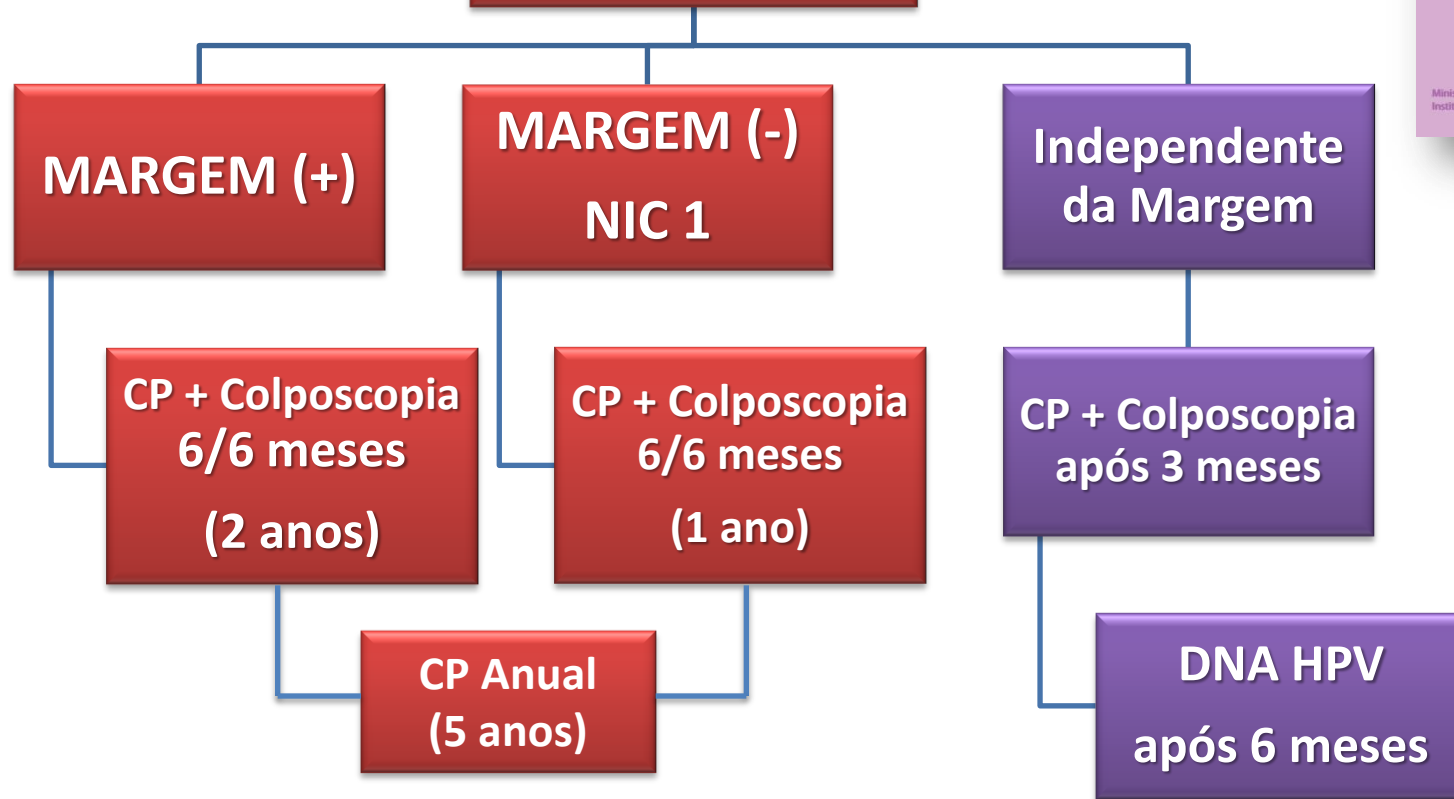 MARGEM (+)
MARGEM (-)
NIC 1
Independente
da Margem
CP + Colposcopia
6/6 meses
(2 anos)
CP + Colposcopia
6/6 meses
(1 ano)
CP + Colposcopia
após 3 meses
CP Anual
(5 anos)
DNA HPV
após 6 meses